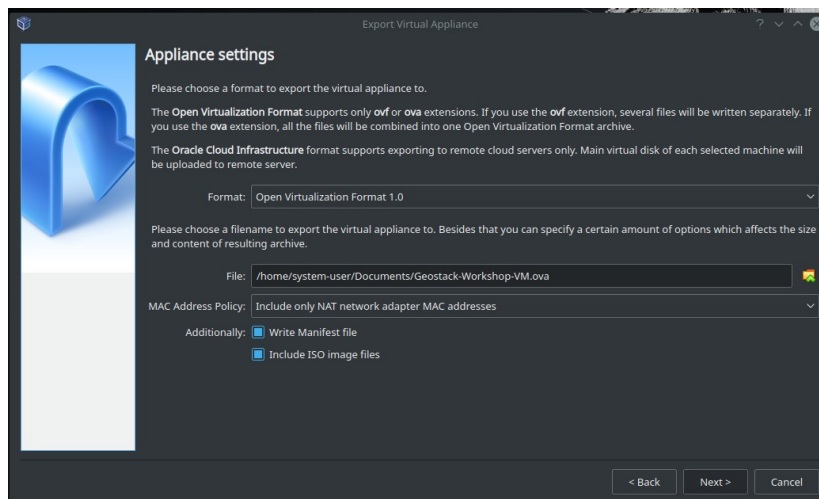 Export Virtual Appliance
Appliance settings
Please choose a format to export the virtual appliance to.
The Open Virtualization Format supports only ovf or ova extensions. If you use the ovf extension, several files will be written separately. If
you use the ova extension, all the files will be combined into one Open Virtualization Format archive.
The Oracle Cloud Infrastructure format supports exporting to remote cloud servers only. Main virtual disk of each selected machine will
be uploaded to remote server.
Format: Open Virtualization Format 1.0
Please choose a filename to export the virtual appliance to. Besides that you can specify a certain amount of options which affects the size
and content of resulting archive.
File: /home/system-user/Documents/Geostack-Workshop-VM.ova
MAC Address Policy: Include only NAT network adapter MAC addresses
Additionally: Write Manifest file
Include ISO image files
< Back Next > Cancel